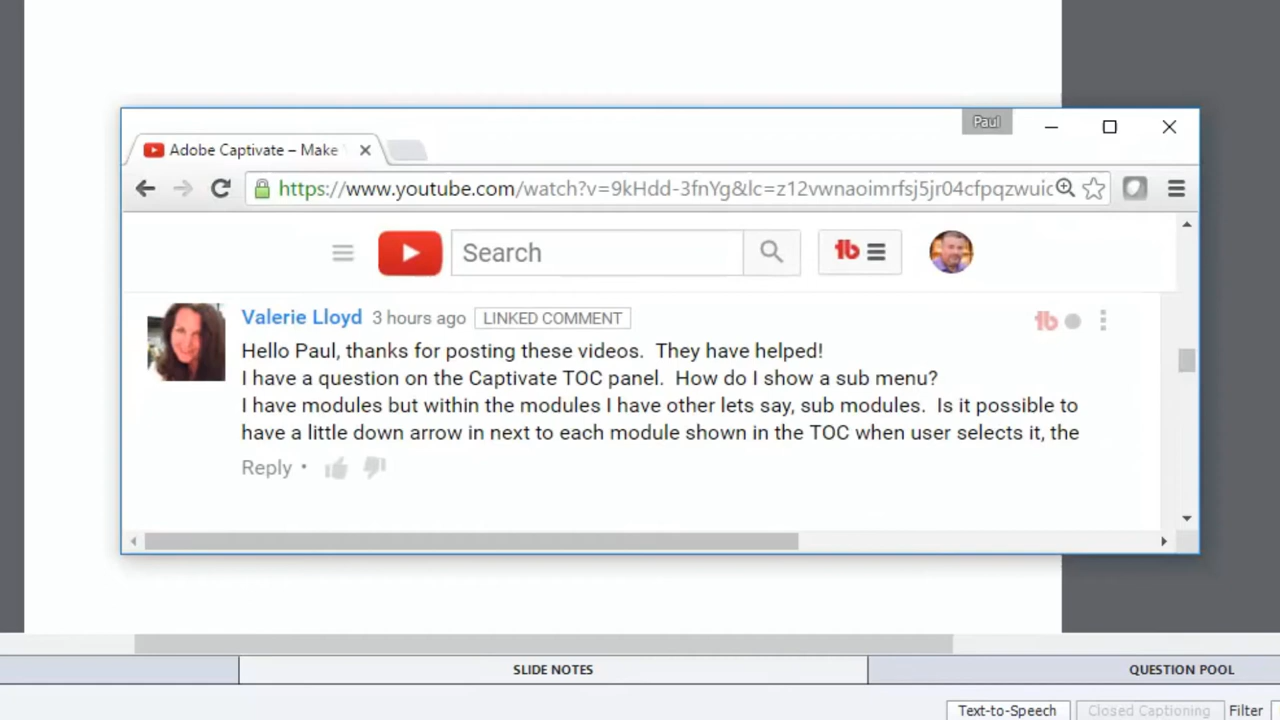 Paul
Adobe Captivate – Make
https://www.youtube.com/watch?v=9kHdd-3fnYg&lc=z12vwnaoimrfsj5jr04cfpqzwuic
Search
tb
Valerie Lloyd 3 hours ago LINKED COMMENT
tb
Hello Paul, thanks for posting these videos. They have helped!
I have a question on the Captivate TOC panel. How do I show a sub menu?
I have modules but within the modules I have other lets say, sub modules. Is it possible to
have a little down arrow in next to each module shown in the TOC when user selects it, the
Reply •
SLIDE NOTES
QUESTION POOL
Text-to-Speech
Closed Captioning
Filter